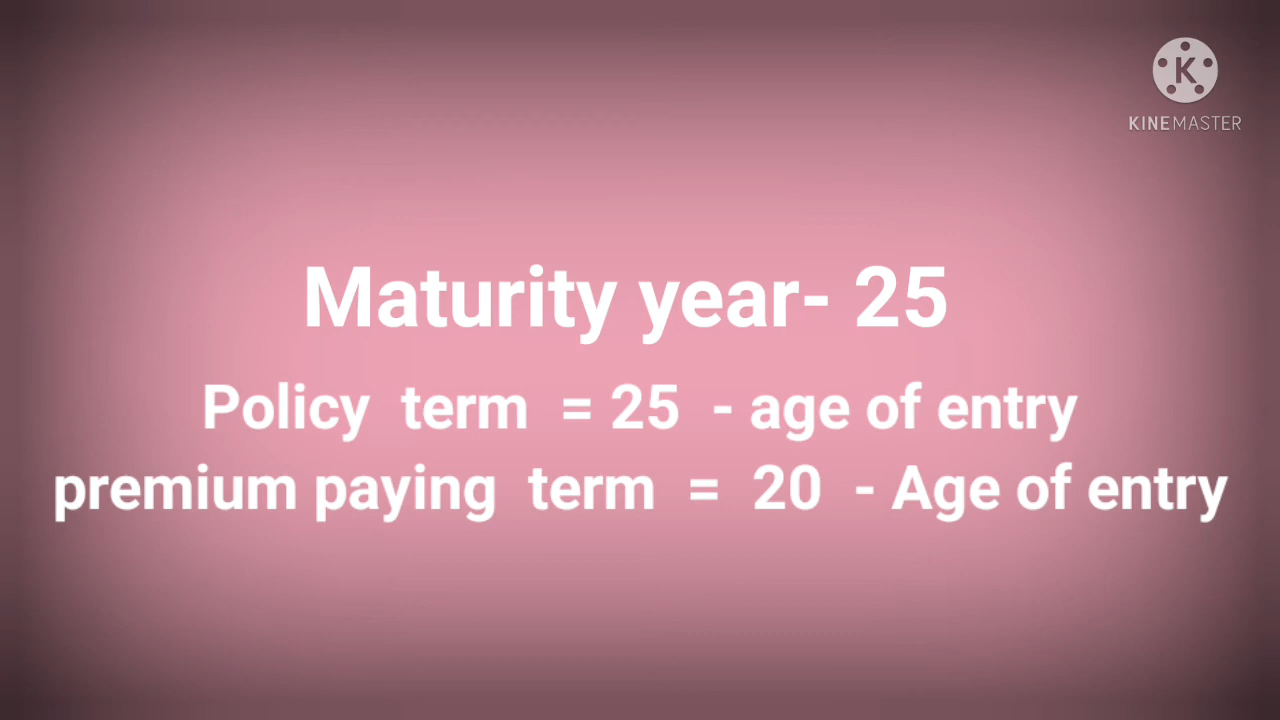 K
KINEMASTER
Maturity year- 25
Policy term = 25 - age of entry
premium paying term = 20 - Age of entry